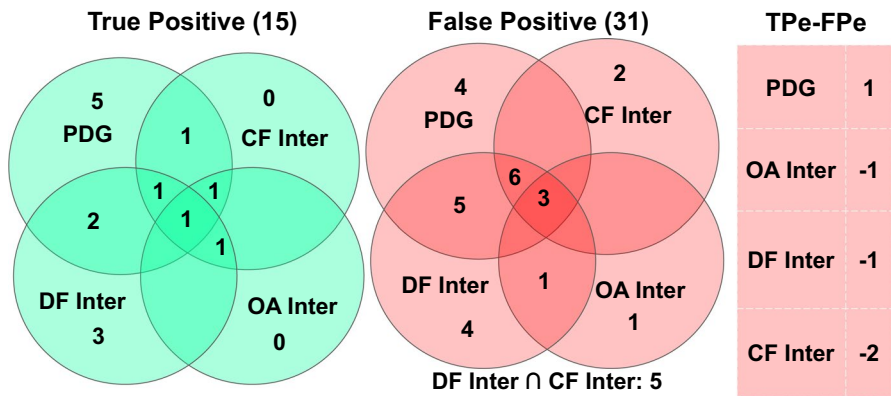 True Positive (15)
5
PDG
0
CF Inter
1
1
1
2
1
1
DF Inter
3
OA Inter
0
False Positive (31)
4
PDG
2
CF Inter
6
3
5
DF Inter
4
1
OA Inter
1
DF Inter ∩ CF Inter: 5
TPe-FPe
PDG 1
OA Inter -1
DF Inter -1
CF Inter -2